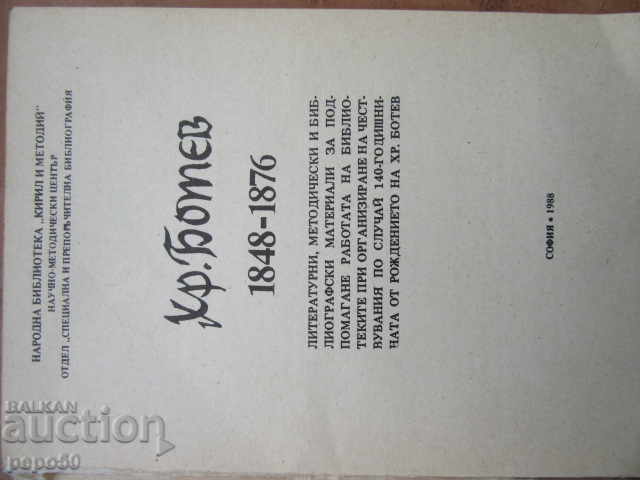 НАРОДНА БИБЛИОТЕКА „КИРИЛ И МЕТОДИЙ"
НАУЧНО-МЕТОДИЧЕСКИ ЦЕНТЪР
ОТДЕЛ „СПЕЦИАЛНА И ПРЕПОРЪЧИТЕЛНА БИБЛИОГРАФИЯ
Хр. Ботев
1848-1876
ЛИТЕРАТУРНИ, МЕТОДИЧЕСКИ И БИБ-
ЛИОГРАФСКИ МАТЕРИАЛИ ЗА ПОД-
ПОМАГАНЕ РАБОТАТА НА БИБЛИО-
ТЕКИТЕ ПРИ ОРГАНИЗИРАНЕ НА ЧЕСТ-
ВУВАНИЯ ПО СЛУЧАЙ 140-ГОДИШНИ-
ЧАТА ОТ РОЖДЕНИЕТО НА ХР. БОТЕВ
СОФИЯ • 1988
BALKAN
auction
papo50